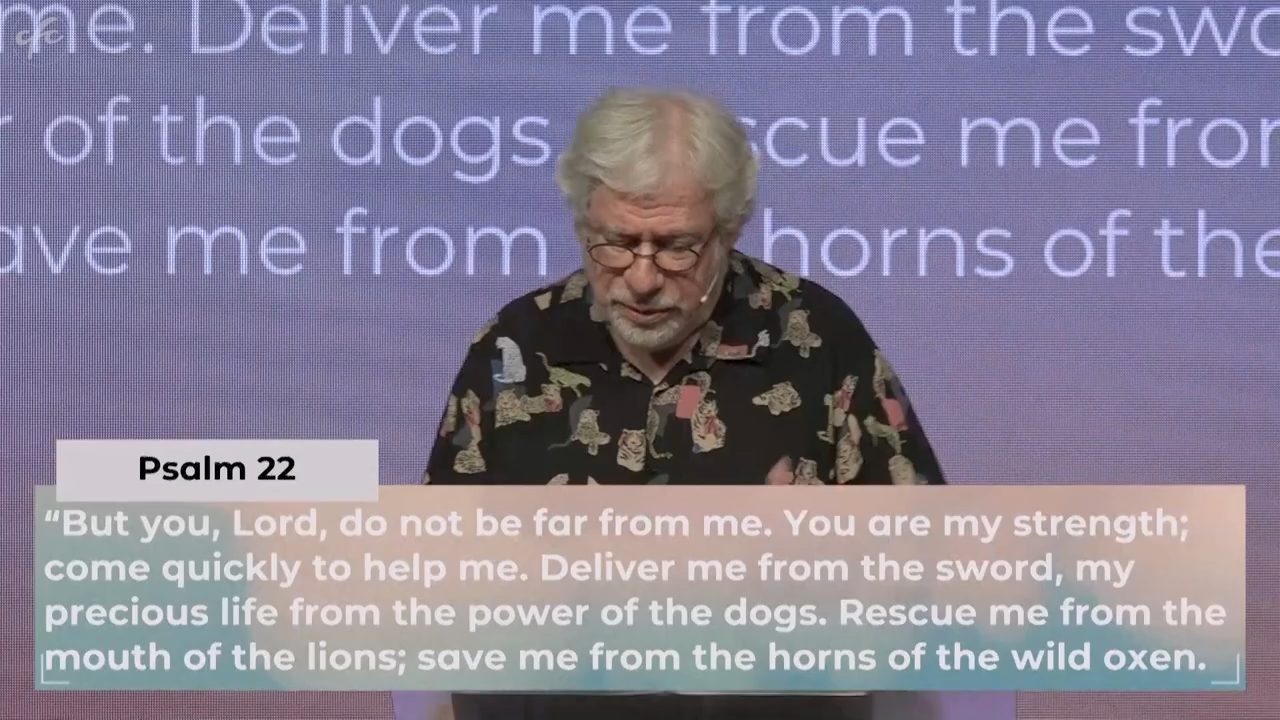 cfc
me. Deliver me from the swo
of the dogs. scue me from
ave me from horns of the
Psalm 22
“But you, Lord, do not be far from me. You are my strength;
come quickly to help me. Deliver me from the sword, my
precious life from the power of the dogs. Rescue me from the
mouth of the lions; save me from the horns of the wild oxen.